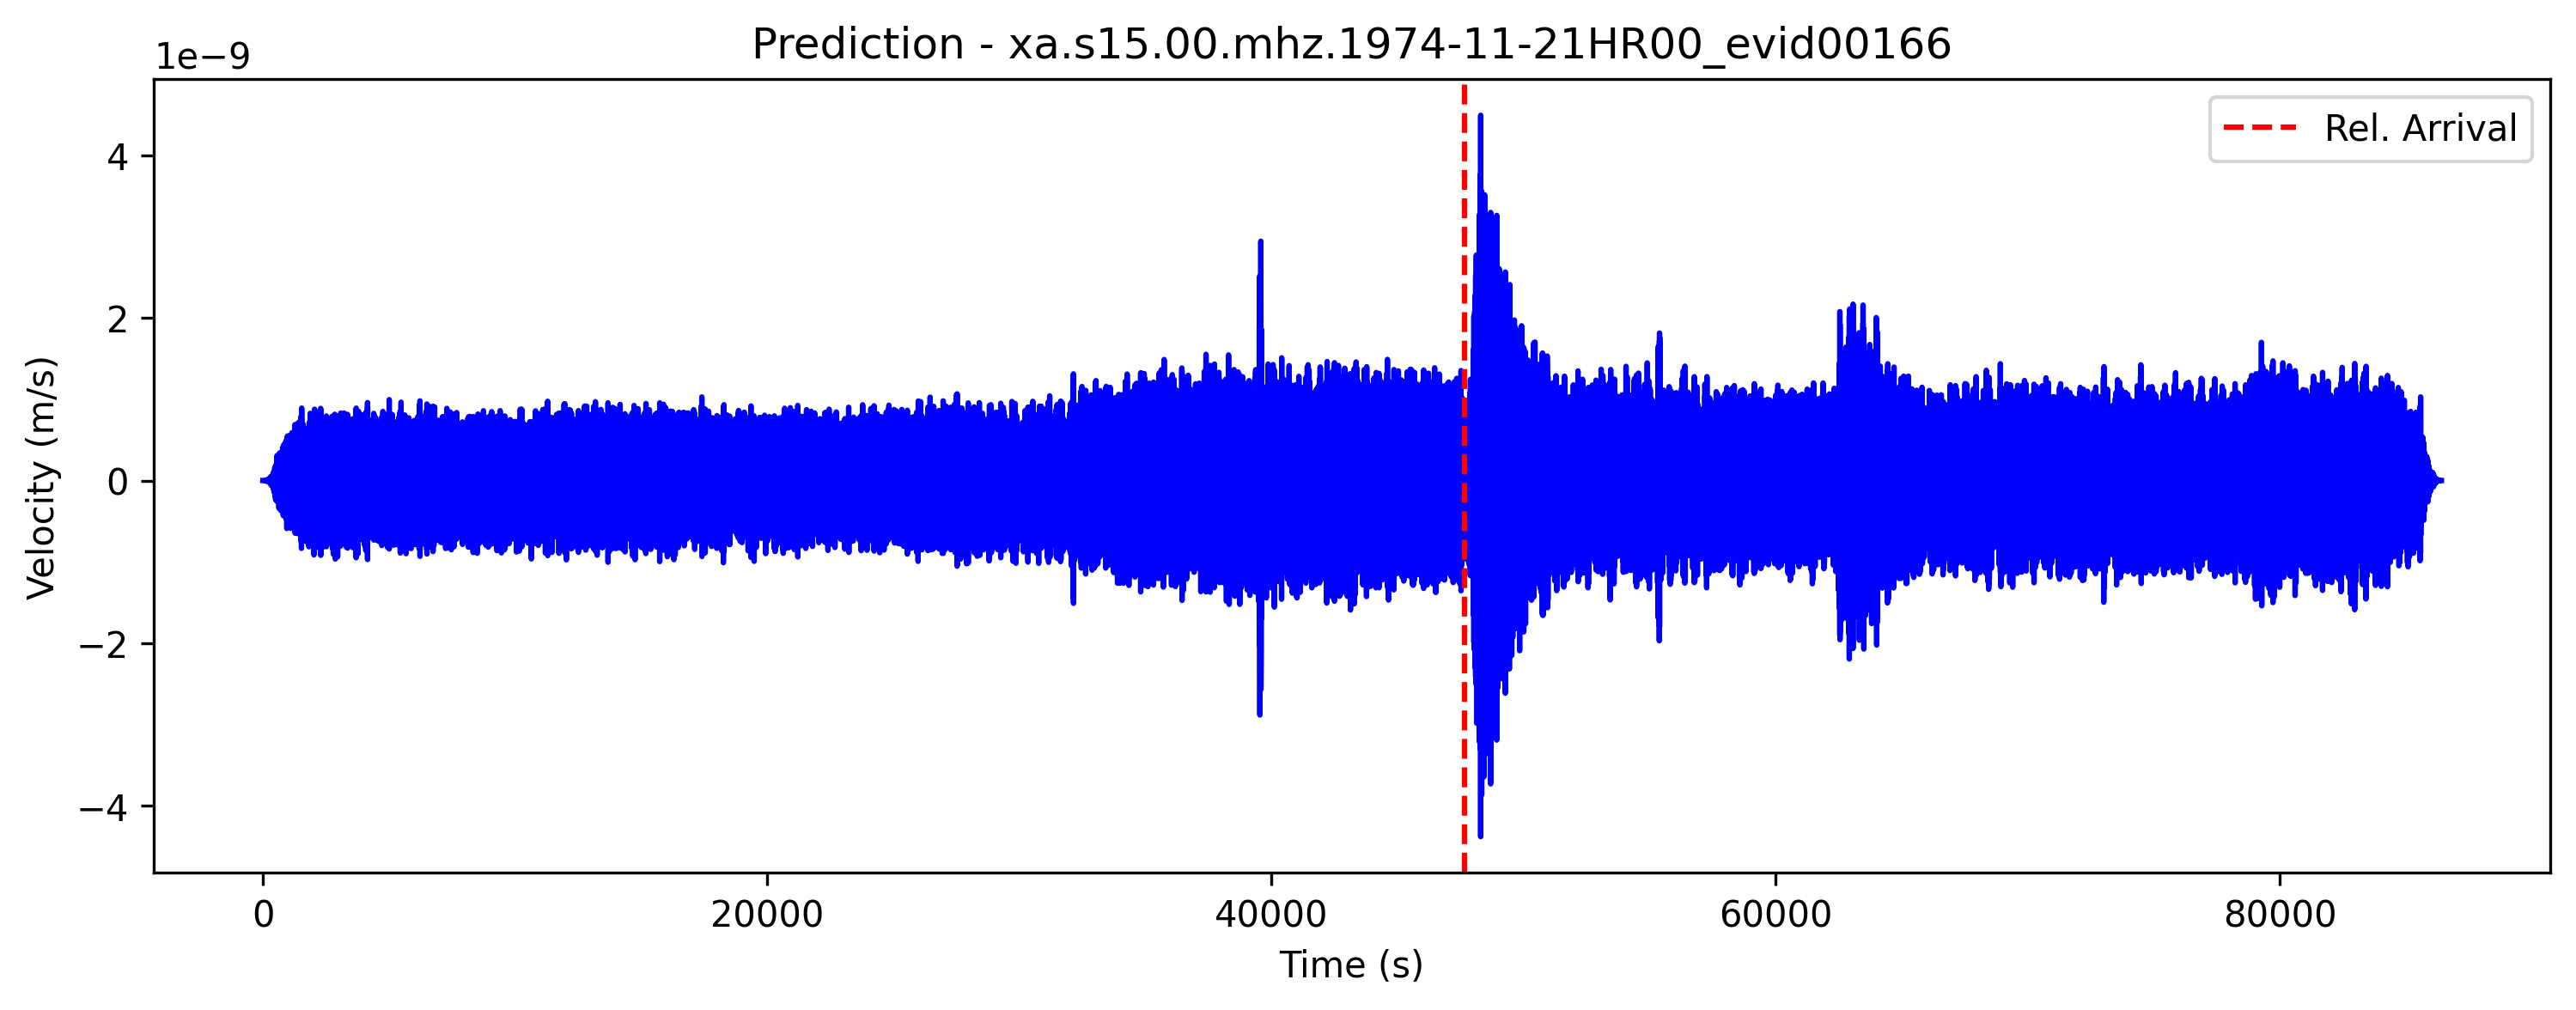 Prediction - xa.s15.00.mhz.1974-11-21HR00_evid00166
1e−9
Rel. Arrival
4
2
0
−2
−4
Velocity (m/s)
0 20000 40000 60000 80000
Time (s)